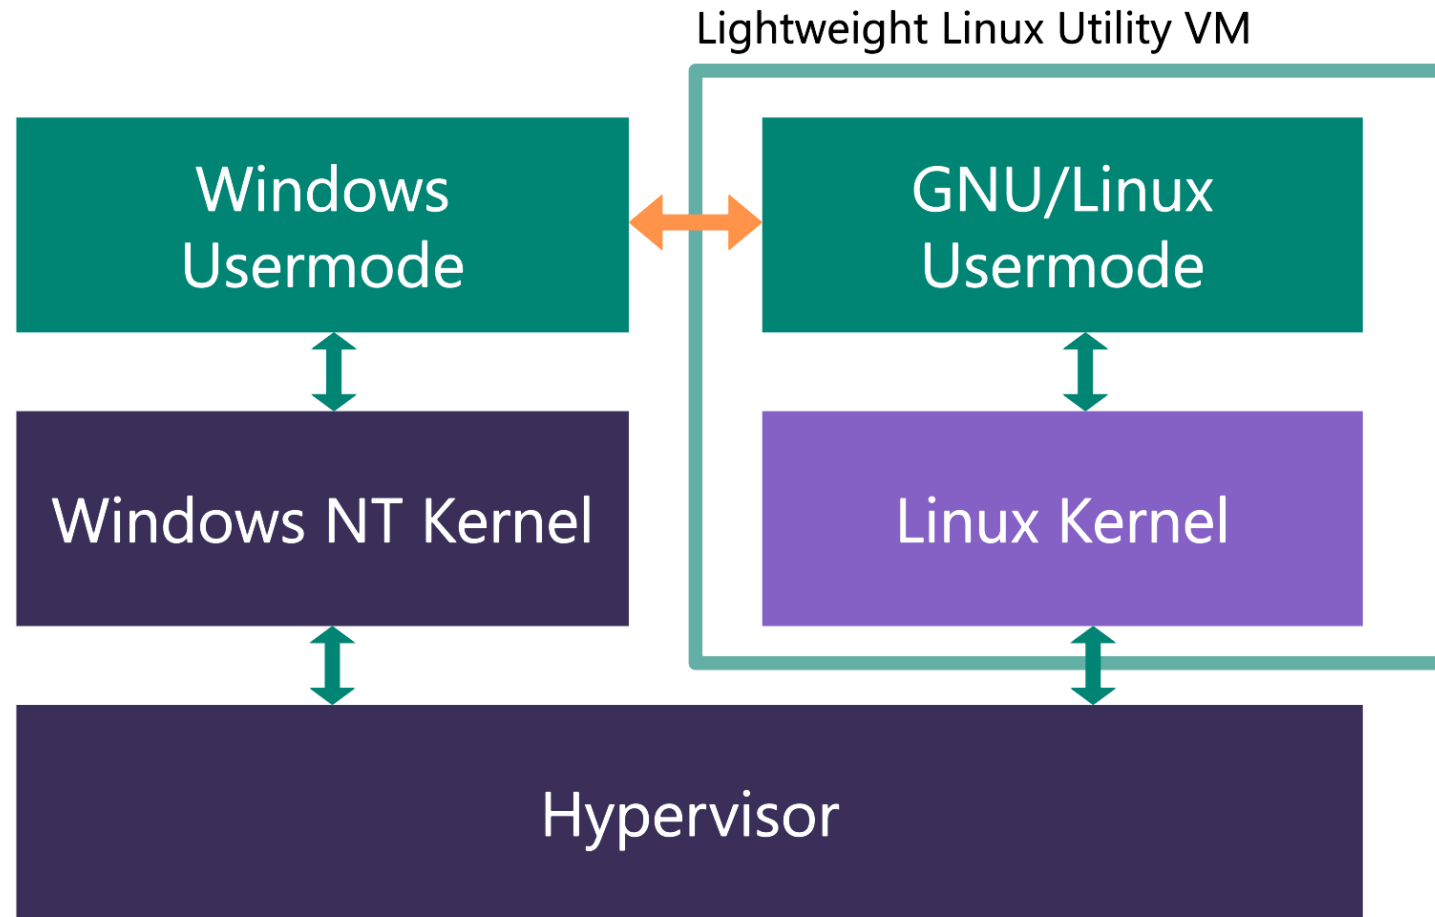 Lightweight Linux Utility VM
Windows
Usermode
GNU/Linux
Usermode
Windows NT Kernel
Linux Kernel
Hypervisor